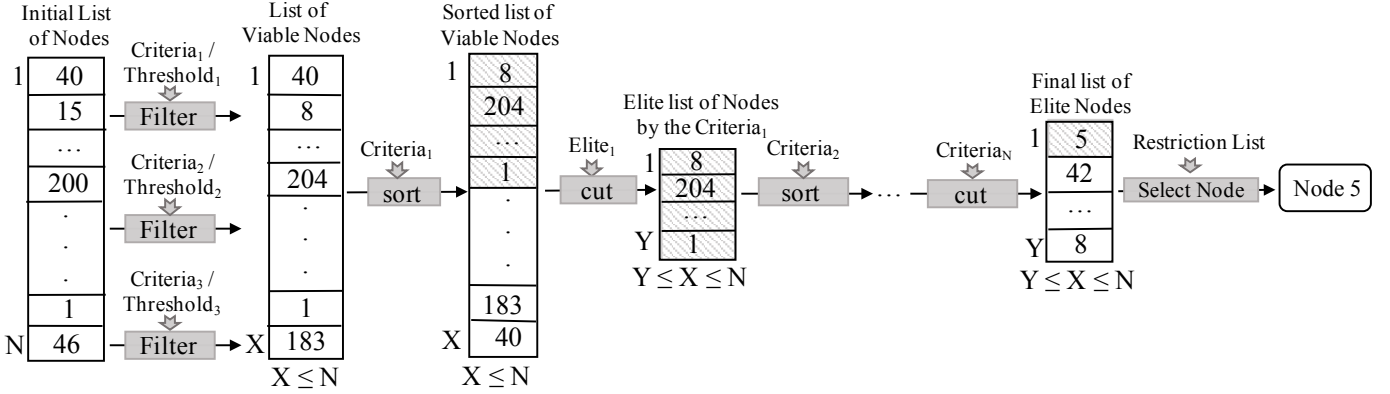 Initial List
of Nodes
1
40
15
...
200
.
.
.
1
N
46
Criteria₁ /
Threshold₁
Filter
Criteria₂ /
Threshold₂
Filter
Criteria₃ /
Threshold₃
Filter
List of
Viable Nodes
1
40
8
...
204
.
.
.
1
X
183
X ≤ N
Criteria₁
sort
Sorted list of
Viable Nodes
1
8
204
...
1
.
.
.
183
X
40
X ≤ N
Elite₁
cut
Elite list of Nodes
by the Criteria₁
1
8
204
...
Y
1
Y ≤ X ≤ N
Criteria₂
sort
...
Criteria_N
cut
Final list of
Elite Nodes
1
5
42
...
Y
8
Y ≤ X ≤ N
Restriction List
Select Node
Node 5